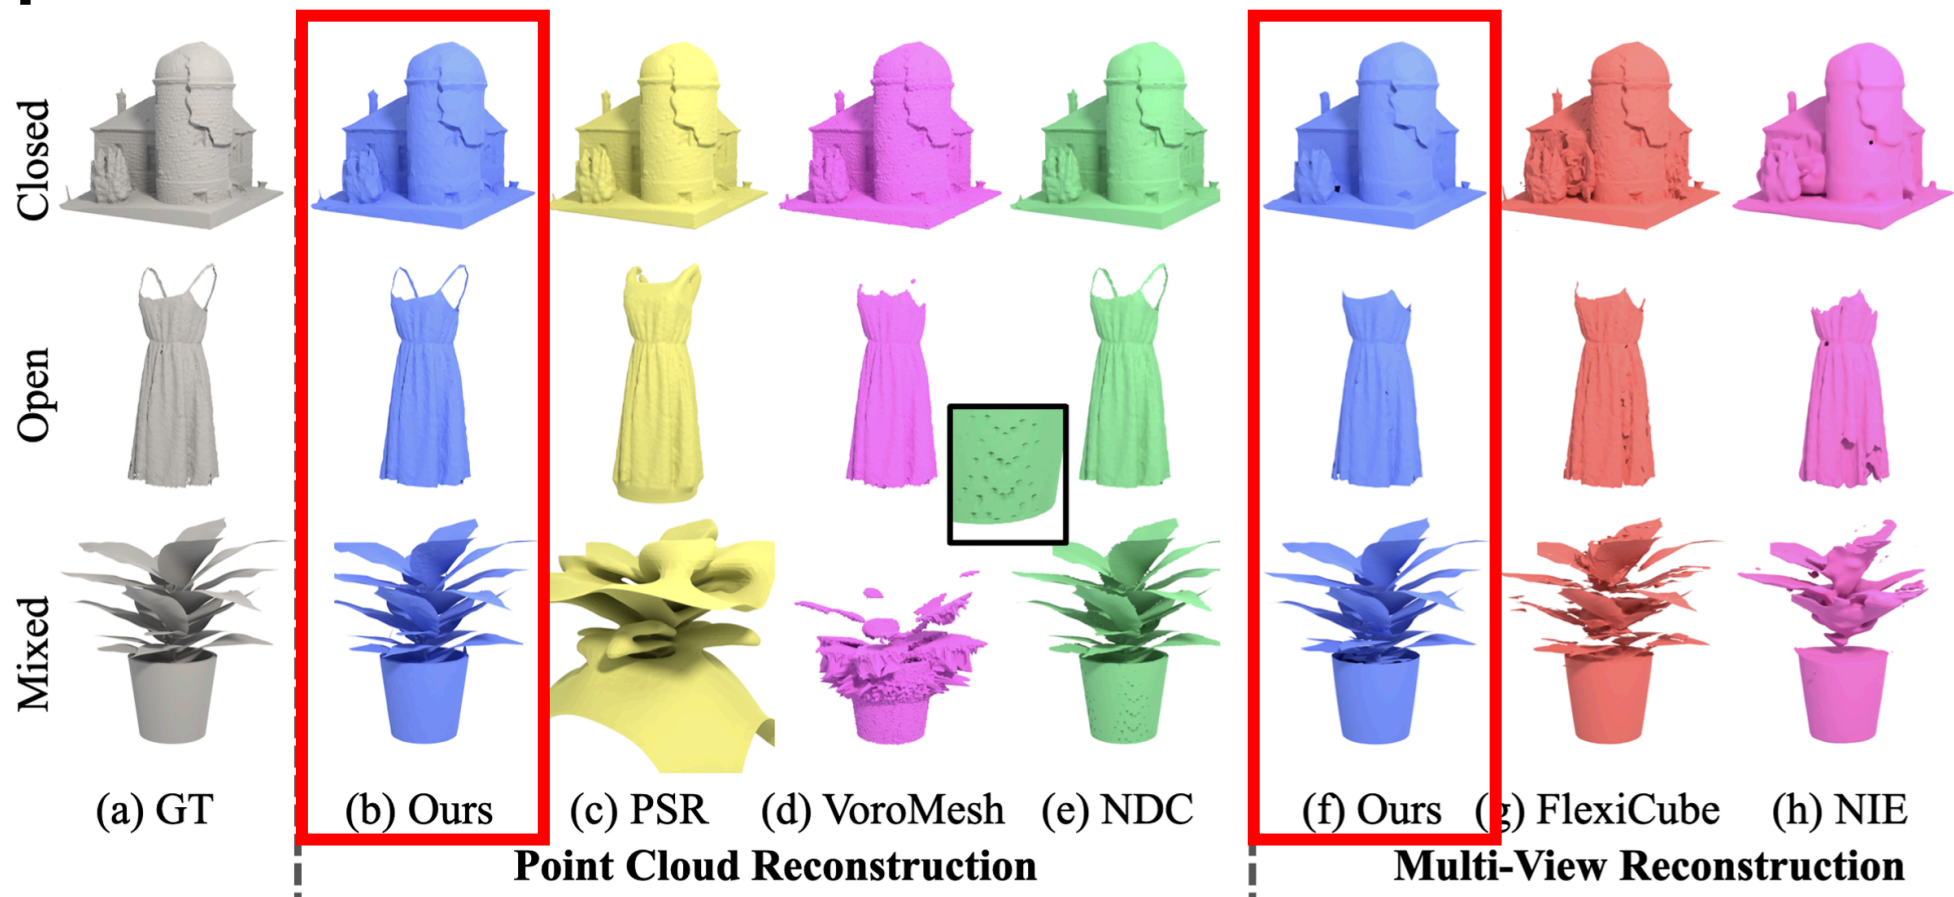 Closed
Open
Mixed
(a) GT
(b) Ours
(c) PSR
(d) VoroMesh
(e) NDC
(f) Ours
(g) FlexiCube
(h) NIE
Point Cloud Reconstruction
Multi-View Reconstruction